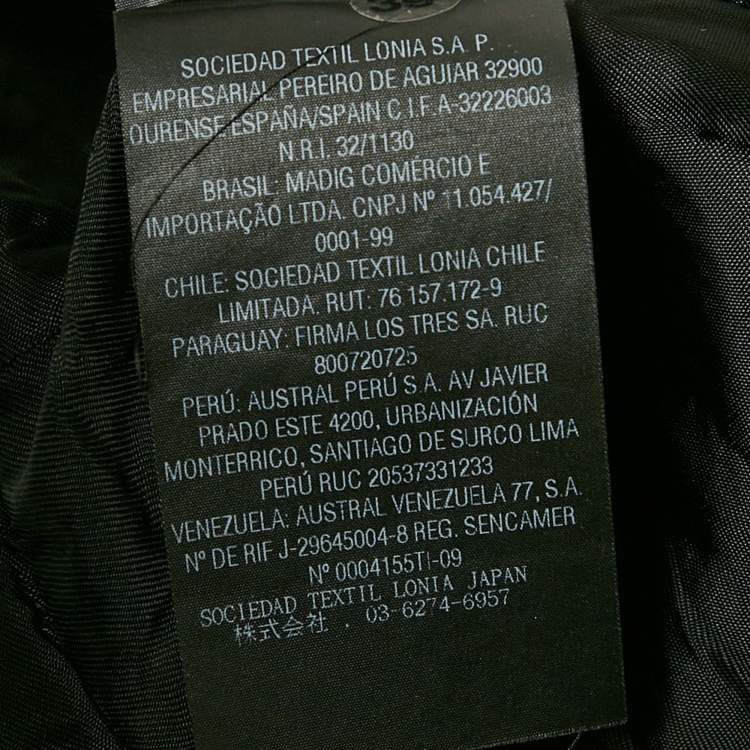 38
SOCIEDAD TEXTIL LONIA S.A. P.
EMPRESARIAL PEREIRO DE AGUIAR 32900
OURENSE ESPAÑA/SPAIN C.I.F.A-32226003
N.R.I. 32/1130
BRASIL: MADIG COMÉRCIO E
IMPORTAÇÃO LTDA. CNPJ Nº 11.054.427/
0001-99
CHILE: SOCIEDAD TEXTIL LONIA CHILE
LIMITADA. RUT: 76 157.172-9
PARAGUAY: FIRMA LOS TRES SA. RUC
800720725
PERÚ: AUSTRAL PERÚ S.A. AV JAVIER
PRADO ESTE 4200, URBANIZACIÓN
MONTERRICO, SANTIAGO DE SURCO LIMA
PERÚ RUC 20537331233
VENEZUELA: AUSTRAL VENEZUELA 77, S.A.
Nº DE RIF J-29645004-8 REG. SENCAMER
Nº 0004155TI-09
SOCIEDAD TEXTIL LONIA JAPAN
株式会社 . 03-6274-6957